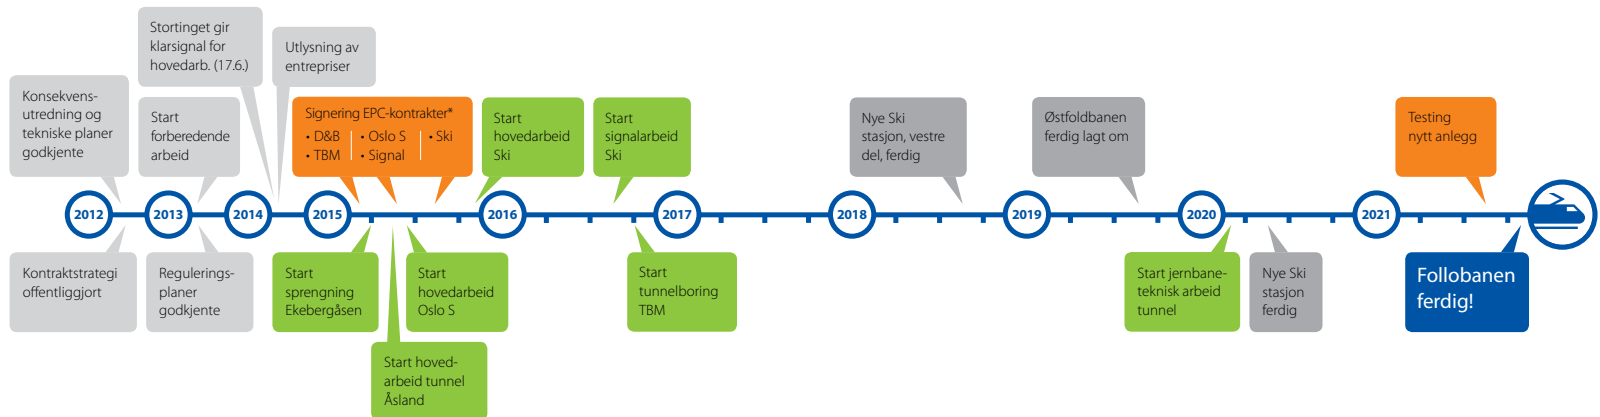 Stortinget gir
klarsignal for
hovedarb. (17.6.)
Utlysning av
entrepriser
Konsekvens-
utredning og
tekniske planer
godkjente
Start
forberedende
arbeid
Signering EPC-kontrakter*
• D&B • Oslo S • Ski
• TBM • Signal
Start
hovedarbeid
Ski
Start
signalarbeid
Ski
Nye Ski
stasjon, vestre
del, ferdig
Østfoldbanen
ferdig lagt om
Testing
nytt anlegg
2012 2013 2014 2015 2016 2017 2018 2019 2020 2021
Kontraktstrategi
offentliggjort
Regulerings-
planer
godkjente
Start
sprengning
Ekebergåsen
Start
hovedarbeid
Oslo S
Start
tunnelboring
TBM
Start jernbane-
teknisk arbeid
tunnel
Nye Ski
stasjon
ferdig
Follobanen
ferdig!
Start hoved-
arbeid tunnel
Åsland